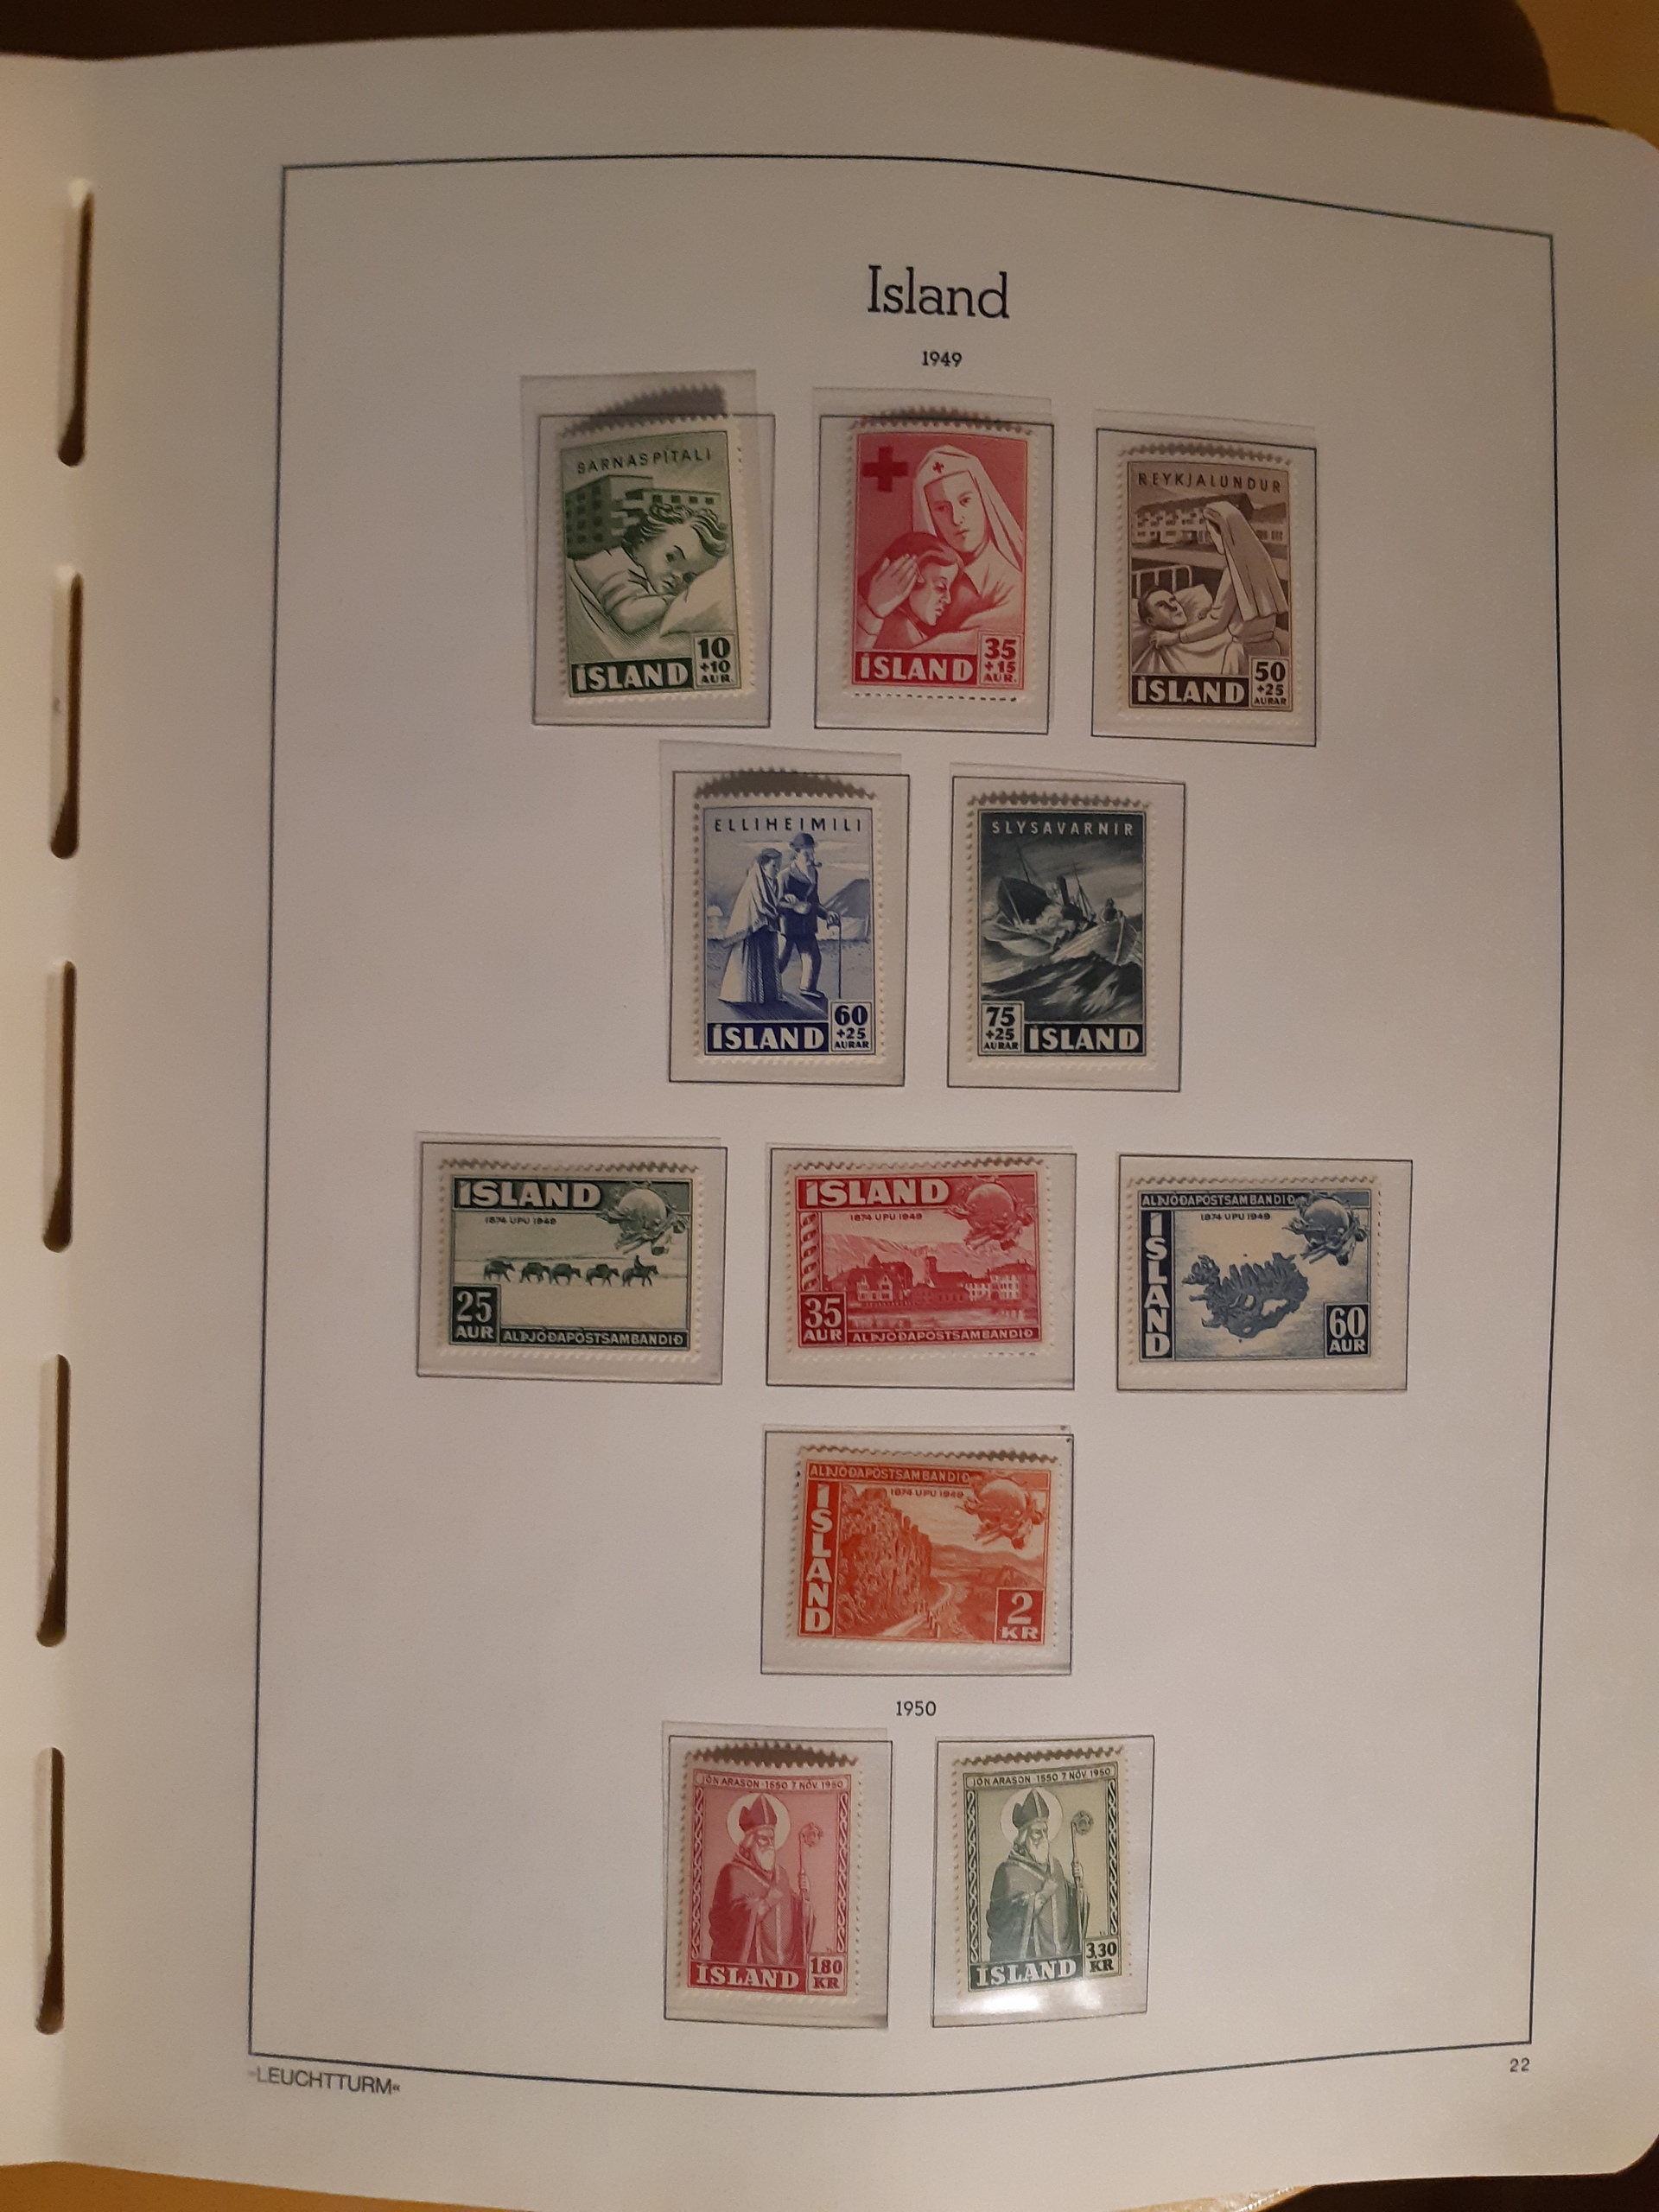 Island
1949
BARNASPÍTALI
10
+10
AUR.
ÍSLAND
35
+15
AUR.
ÍSLAND
REYKJALUNDUR
50
+25
AURAR
ÍSLAND
ELLIHEIMILI
60
+25
AURAR
ÍSLAND
SLYSAVARNIR
75
+25
AURAR
ÍSLAND
ÍSLAND
1874 UPU 1949
25
AUR
ALÞJÓÐAPÓSTSAMBANDIÐ
ÍSLAND
1874 UPU 1949
35
AUR
ALÞJÓÐAPÓSTSAMBANDIÐ
ALÞJÓÐAPÓSTSAMBANDIÐ
1874 UPU 1949
ÍSLAND
60
AUR
ALÞJÓÐAPÓSTSAMBANDIÐ
1874 UPU 1949
ÍSLAND
2
KR
1950
JÓN ARASON · 1550 7 NÓV. 1950
1.80
KR
ÍSLAND
JÓN ARASON · 1550 7 NÓV. 1950
3.30
KR
ÍSLAND
»LEUCHTTURM«
22